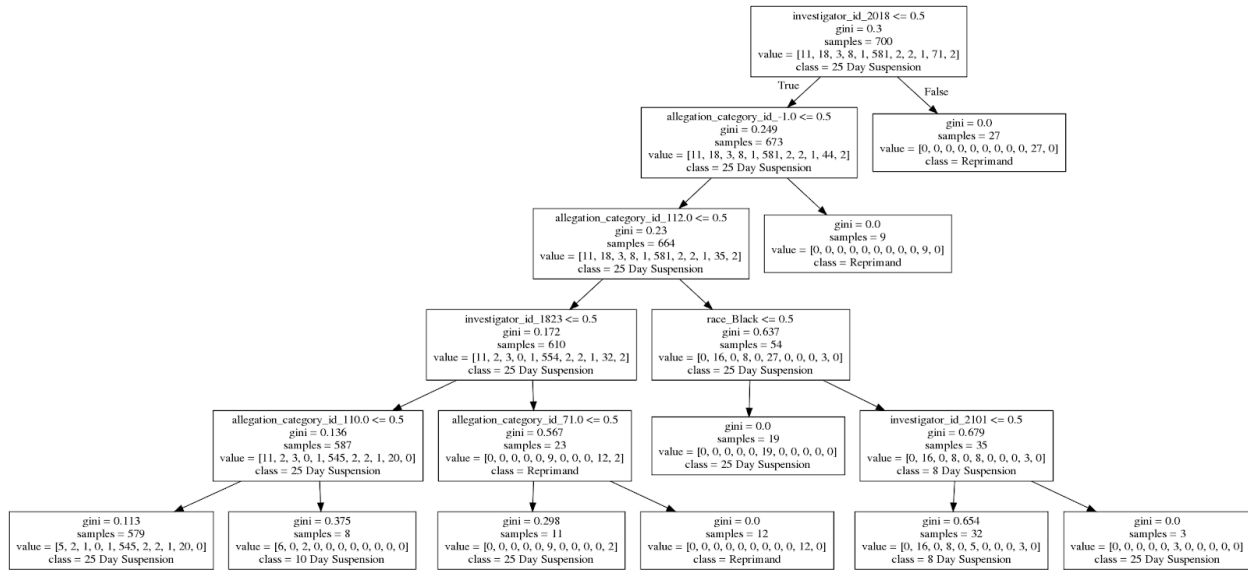 investigator_id_2018 <= 0.5
gini = 0.3
samples = 700
value = [11, 18, 3, 8, 1, 581, 2, 2, 1, 71, 2]
class = 25 Day Suspension
True
False
allegation_category_id_-1.0 <= 0.5
gini = 0.249
samples = 673
value = [11, 18, 3, 8, 1, 581, 2, 2, 1, 44, 2]
class = 25 Day Suspension
gini = 0.0
samples = 27
value = [0, 0, 0, 0, 0, 0, 0, 0, 0, 27, 0]
class = Reprimand
allegation_category_id_112.0 <= 0.5
gini = 0.23
samples = 664
value = [11, 18, 3, 8, 1, 581, 2, 2, 1, 35, 2]
class = 25 Day Suspension
gini = 0.0
samples = 9
value = [0, 0, 0, 0, 0, 0, 0, 0, 0, 9, 0]
class = Reprimand
investigator_id_1823 <= 0.5
gini = 0.172
samples = 610
value = [11, 2, 3, 0, 1, 554, 2, 2, 1, 32, 2]
class = 25 Day Suspension
race_Black <= 0.5
gini = 0.637
samples = 54
value = [0, 16, 0, 8, 0, 27, 0, 0, 0, 3, 0]
class = 25 Day Suspension
allegation_category_id_110.0 <= 0.5
gini = 0.136
samples = 587
value = [11, 2, 3, 0, 1, 545, 2, 2, 1, 20, 0]
class = 25 Day Suspension
allegation_category_id_71.0 <= 0.5
gini = 0.567
samples = 23
value = [0, 0, 0, 0, 0, 9, 0, 0, 0, 12, 2]
class = Reprimand
gini = 0.0
samples = 19
value = [0, 0, 0, 0, 0, 19, 0, 0, 0, 0, 0]
class = 25 Day Suspension
investigator_id_2101 <= 0.5
gini = 0.679
samples = 35
value = [0, 16, 0, 8, 0, 8, 0, 0, 0, 3, 0]
class = 8 Day Suspension
gini = 0.113
samples = 579
value = [5, 2, 1, 0, 1, 545, 2, 2, 1, 20, 0]
class = 25 Day Suspension
gini = 0.375
samples = 8
value = [6, 0, 2, 0, 0, 0, 0, 0, 0, 0, 0]
class = 10 Day Suspension
gini = 0.298
samples = 11
value = [0, 0, 0, 0, 0, 9, 0, 0, 0, 0, 2]
class = 25 Day Suspension
gini = 0.0
samples = 12
value = [0, 0, 0, 0, 0, 0, 0, 0, 0, 12, 0]
class = Reprimand
gini = 0.654
samples = 32
value = [0, 16, 0, 8, 0, 5, 0, 0, 0, 3, 0]
class = 8 Day Suspension
gini = 0.0
samples = 3
value = [0, 0, 0, 0, 0, 3, 0, 0, 0, 0, 0]
class = 25 Day Suspension